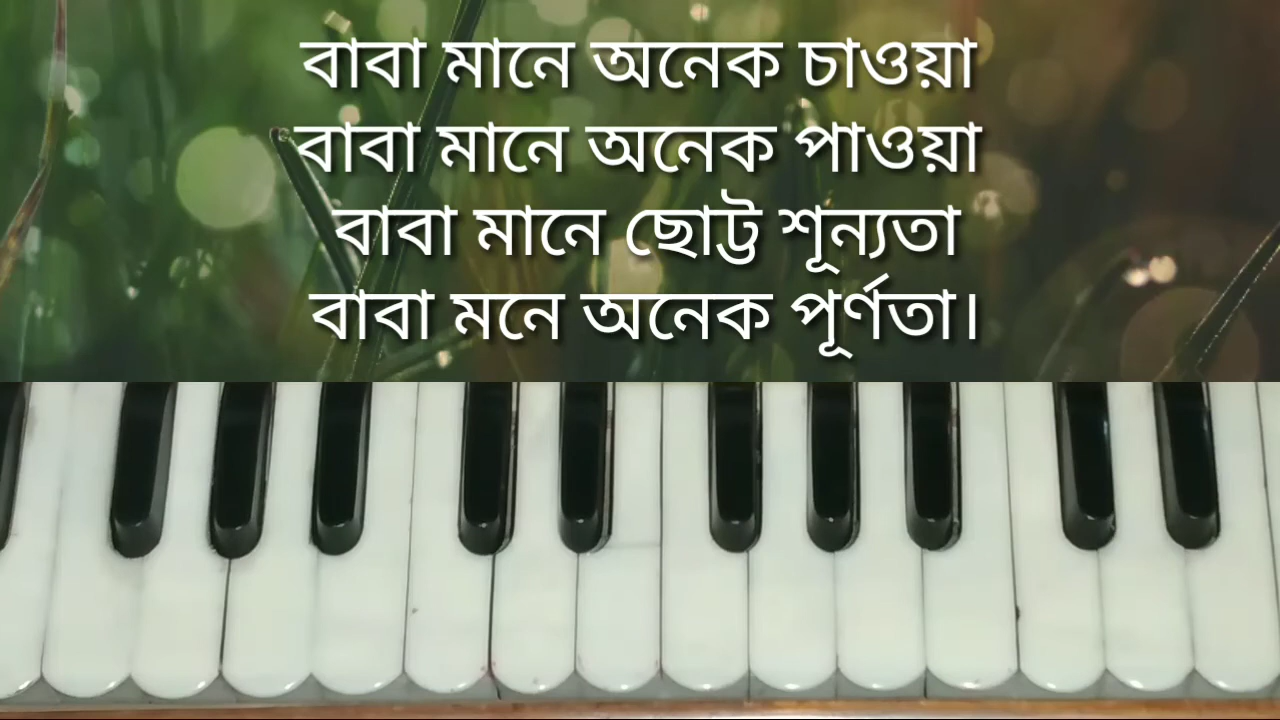 বাবা মানে অনেক চাওয়া
বাবা মানে অনেক পাওয়া
বাবা মানে ছোট্ট শূন্যতা
বাবা মনে অনেক পূর্ণতা।